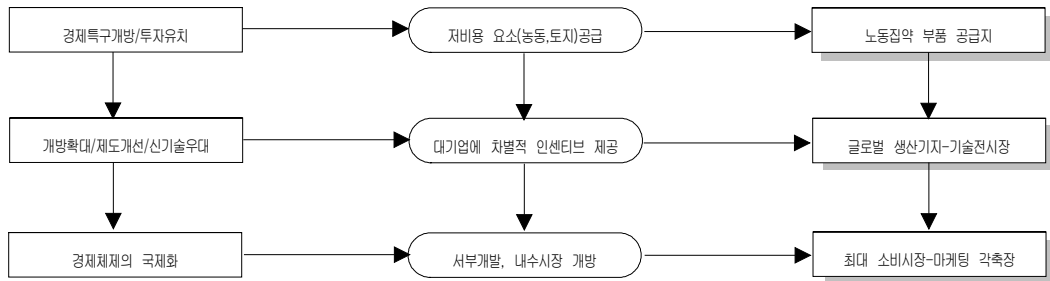 경제특구개방/투자유치
저비용 요소(농동,토지)공급
노동집약 부품 공급지
개방확대/제도개선/신기술우대
대기업에 차별적 인센티브 제공
글로벌 생산기지-기술전시장
경제체제의 국제화
서부개발, 내수시장 개방
최대 소비시장-마케팅 각축장